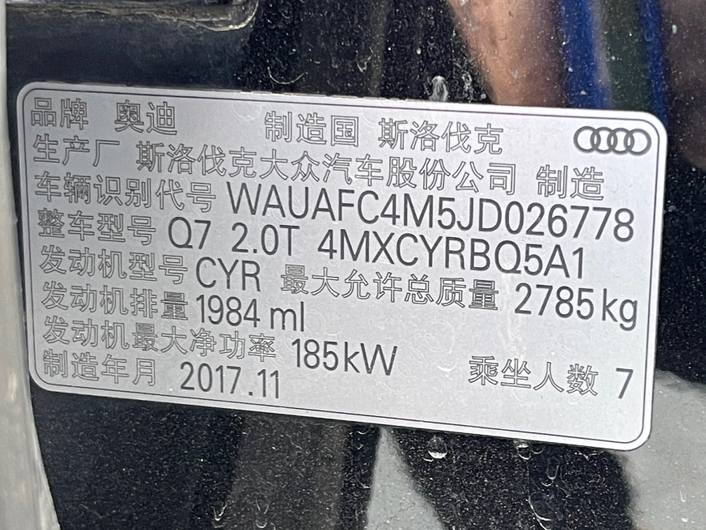 品牌 奥迪 制造国 斯洛伐克
生产厂 斯洛伐克大众汽车股份公司 制造
车辆识别代号 WAUAFC4M5JD026778
整车型号 Q7 2.0T 4MXCYRBQ5A1
发动机型号 CYR 最大允许总质量 2785kg
发动机排量 1984 ml
发动机最大净功率 185kW
制造年月 2017.11 乘坐人数 7